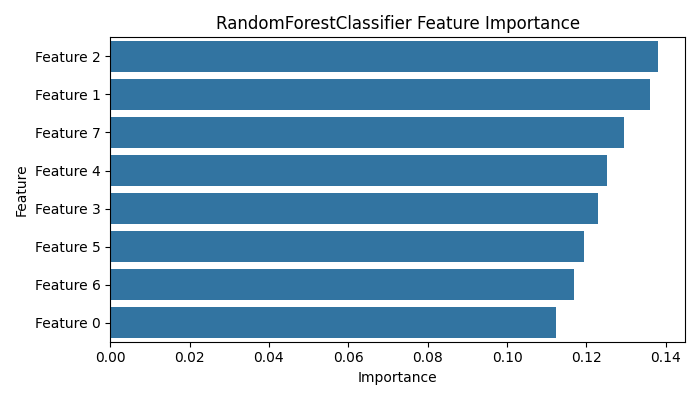 RandomForestClassifier Feature Importance
Feature 2
Feature 1
Feature 7
Feature 4
Feature 3
Feature 5
Feature 6
Feature 0
Feature
0.00 0.02 0.04 0.06 0.08 0.10 0.12 0.14
Importance